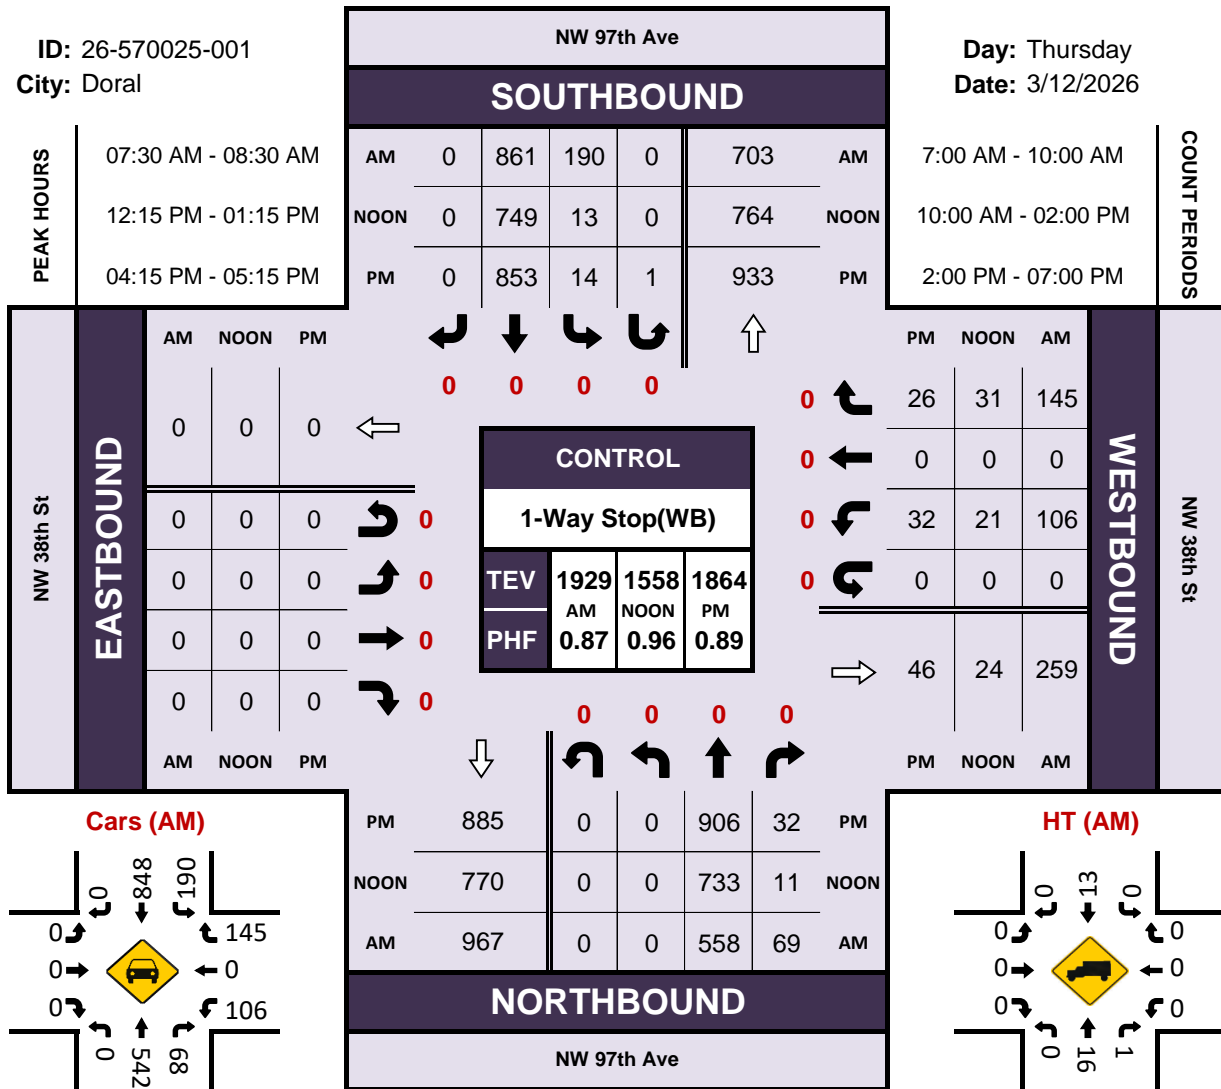 ID: 26-570025-001
City: Doral
NW 97th Ave
SOUTHBOUND
Day: Thursday
Date: 3/12/2026
PEAK HOURS
07:30 AM - 08:30 AM
12:15 PM - 01:15 PM
04:15 PM - 05:15 PM
AM 0 861 190 0 703 AM
NOON 0 749 13 0 764 NOON
PM 0 853 14 1 933 PM
7:00 AM - 10:00 AM
10:00 AM - 02:00 PM
2:00 PM - 07:00 PM
COUNT PERIODS
0 0 0 0
NW 38th St
EASTBOUND
AM NOON PM
0 0 0
0 0 0 0
0 0 0 0
0 0 0 0
0 0 0 0
AM NOON PM
CONTROL
1-Way Stop(WB)
TEV 1929 1558 1864
AM NOON PM
PHF 0.87 0.96 0.89
PM NOON AM
0 26 31 145
0 0 0 0
0 32 21 106
0 0 0 0
46 24 259
PM NOON AM
WESTBOUND
NW 38th St
0 0 0 0
PM 885 0 0 906 32 PM
NOON 770 0 0 733 11 NOON
AM 967 0 0 558 69 AM
NORTHBOUND
NW 97th Ave
Cars (AM)
0 848 190
0 145
0 0
0 106
0 542 68
HT (AM)
0 13 0
0 0
0 0
0 0
0 16 1